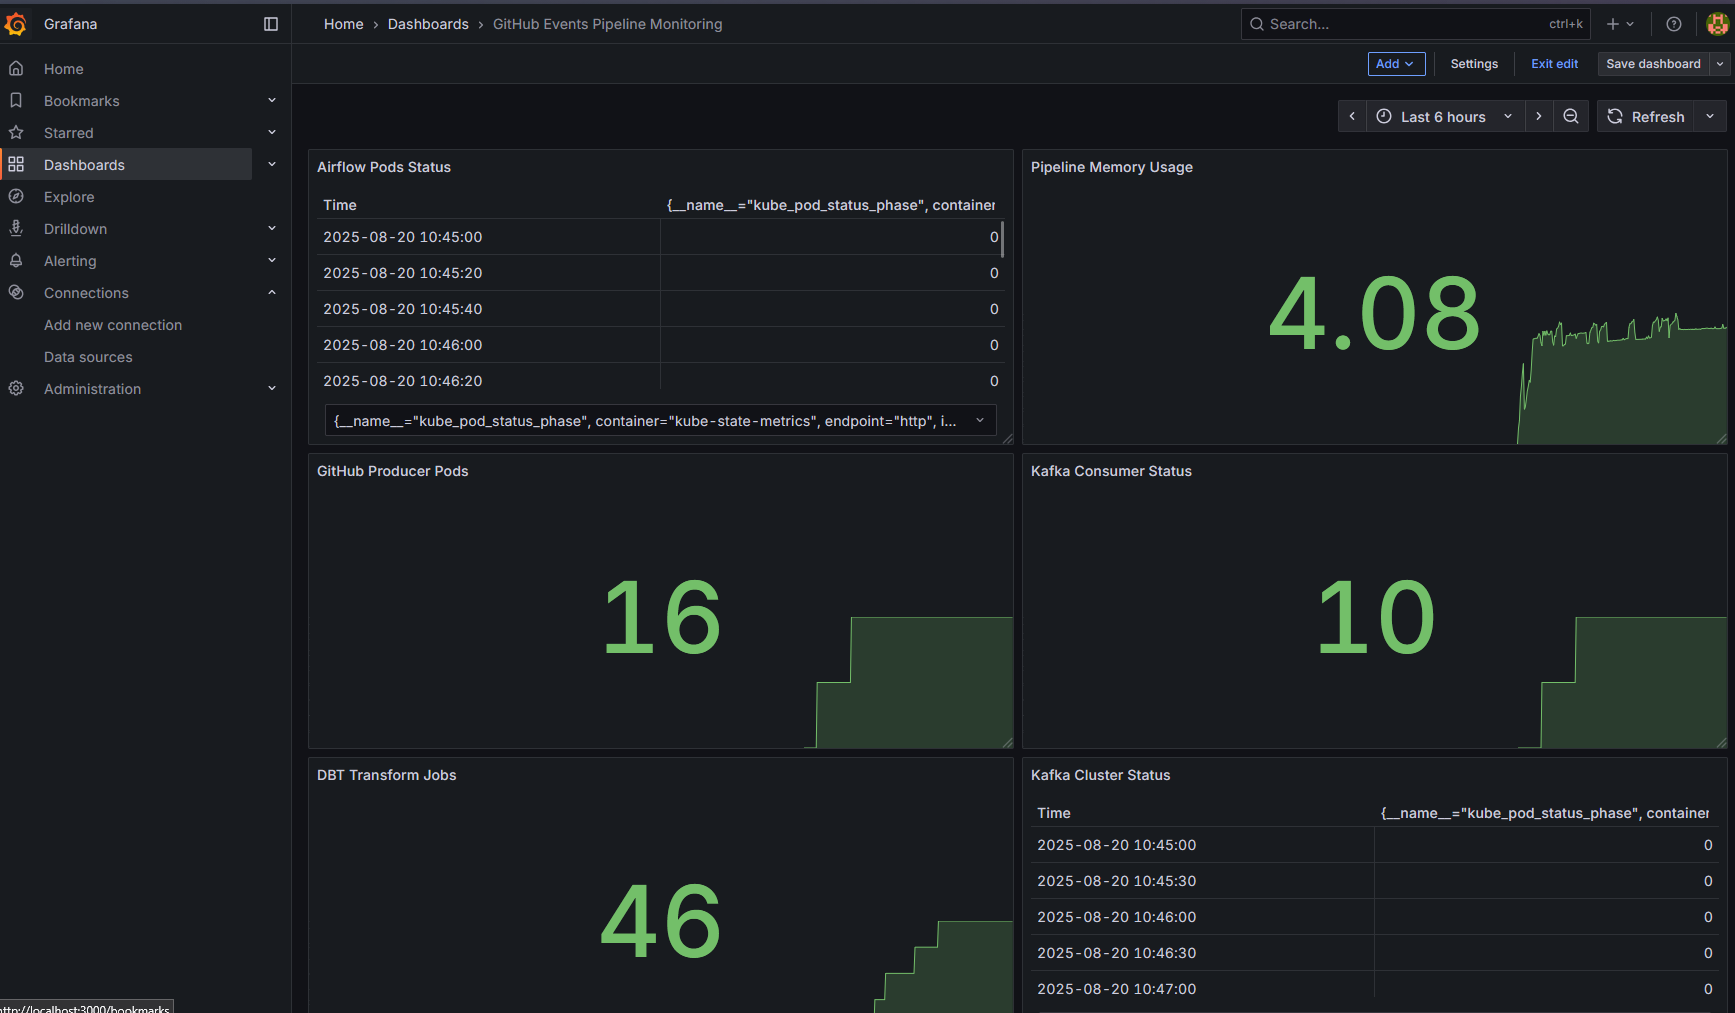 Grafana
Home › Dashboards › GitHub Events Pipeline Monitoring
Search... ctrl+k
Home
Bookmarks
Starred
Dashboards
Explore
Drilldown
Alerting
Connections
Add new connection
Data sources
Administration
Add Settings Exit edit Save dashboard
Last 6 hours Refresh
Airflow Pods Status
Time {__name__="kube_pod_status_phase", container
2025-08-20 10:45:00 0
2025-08-20 10:45:20 0
2025-08-20 10:45:40 0
2025-08-20 10:46:00 0
2025-08-20 10:46:20 0
{__name__="kube_pod_status_phase", container="kube-state-metrics", endpoint="http", i...
Pipeline Memory Usage
4.08
GitHub Producer Pods
16
Kafka Consumer Status
10
DBT Transform Jobs
46
Kafka Cluster Status
Time {__name__="kube_pod_status_phase", container
2025-08-20 10:45:00 0
2025-08-20 10:45:30 0
2025-08-20 10:46:00 0
2025-08-20 10:46:30 0
2025-08-20 10:47:00 0
http://localhost:3000/bookmarks